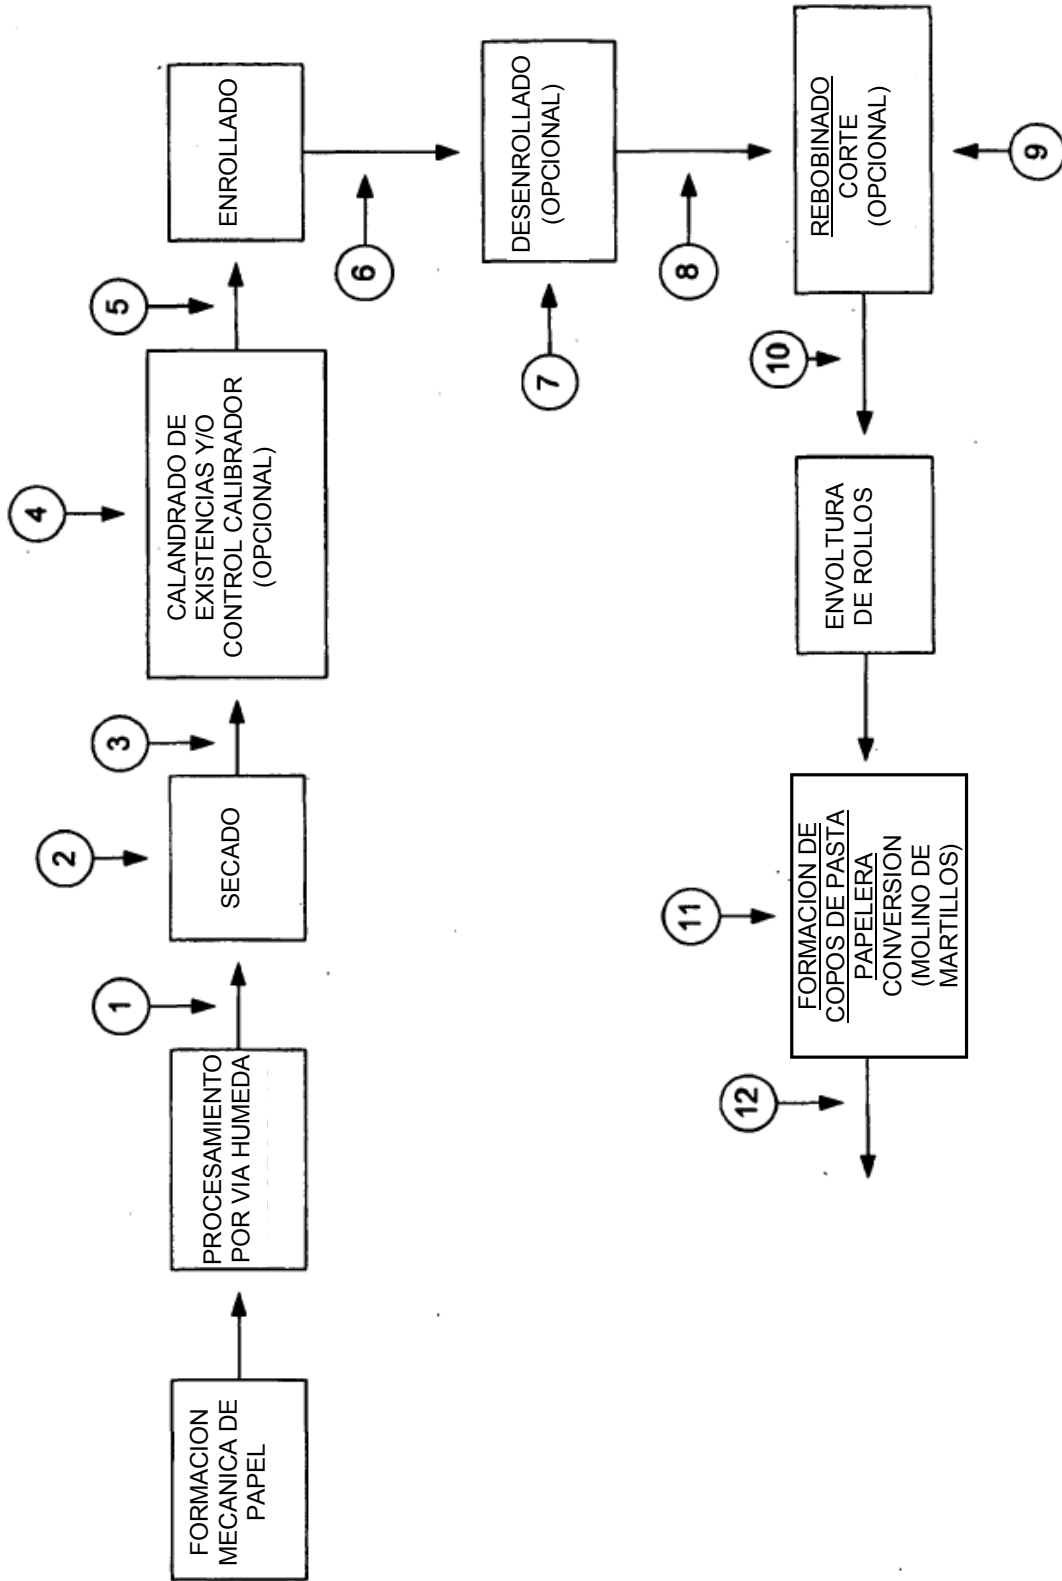 FORMACION
MECANICA DE
PAPEL
PROCESAMIENTO
POR VIA HUMEDA
1
SECADO
2
3
CALANDRADO DE
EXISTENCIAS Y/O
CONTROL CALIBRADOR
(OPCIONAL)
4
5
ENROLLADO
6
DESENROLLADO
(OPCIONAL)
7
8
REBOBINADO
CORTE
(OPCIONAL)
9
10
ENVOLTURA
DE ROLLOS
FORMACION DE
COPOS DE PASTA
PAPELERA
CONVERSION
(MOLINO DE
MARTILLOS)
11
12